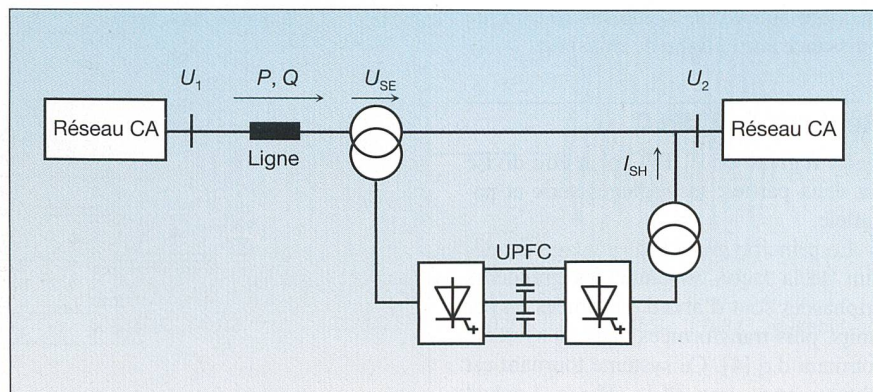 U1
P, Q
USE
U2
Réseau CA
Ligne
Réseau CA
ISH
UPFC